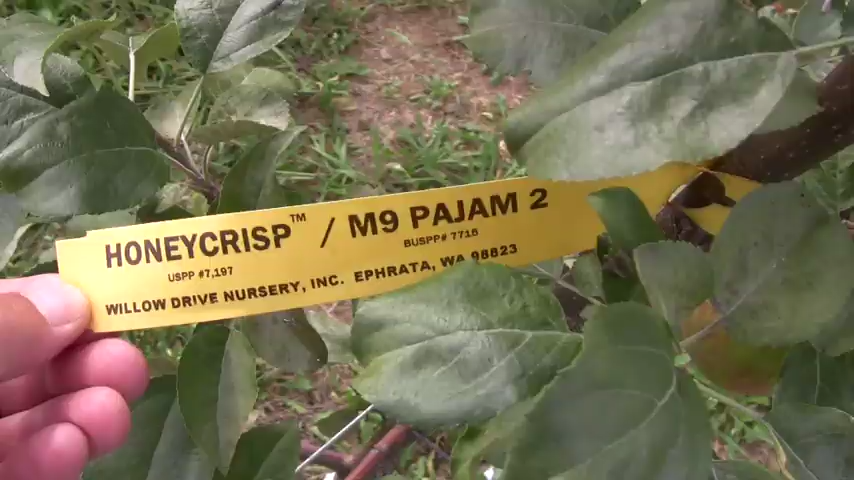 HONEYCRISP™ / M9 PAJAM 2
USPP #7,197 BUSPP# 7715
WILLOW DRIVE NURSERY, INC. EPHRATA, WA 98823